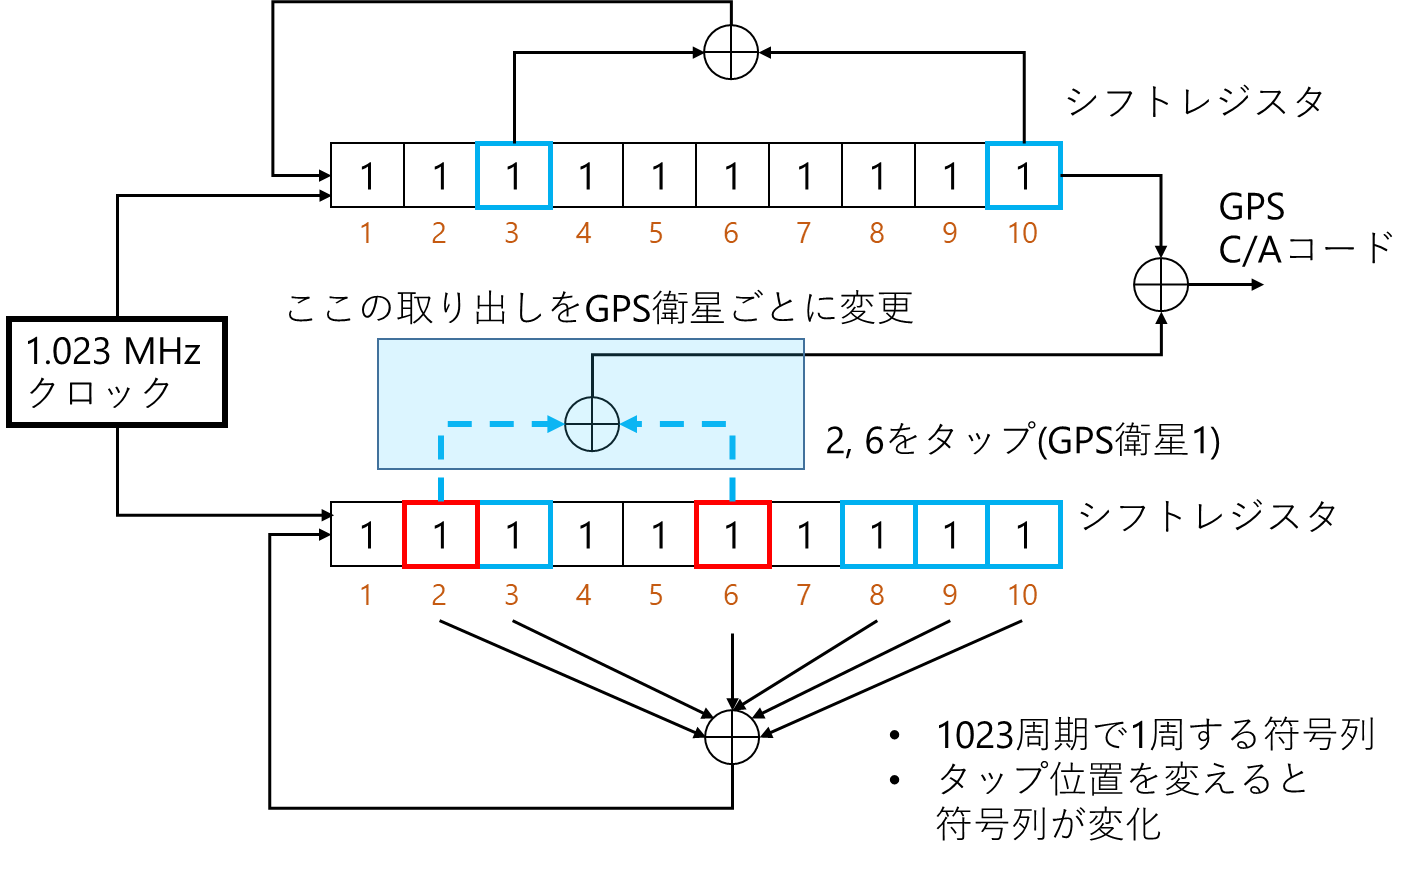 シフトレジスタ
1 1 1 1 1 1 1 1 1 1
1 2 3 4 5 6 7 8 9 10
GPS
C/Aコード
ここの取り出しをGPS衛星ごとに変更
1.023 MHz
クロック
2, 6をタップ(GPS衛星1)
シフトレジスタ
1 1 1 1 1 1 1 1 1 1
1 2 3 4 5 6 7 8 9 10
• 1023周期で1周する符号列
• タップ位置を変えると
符号列が変化